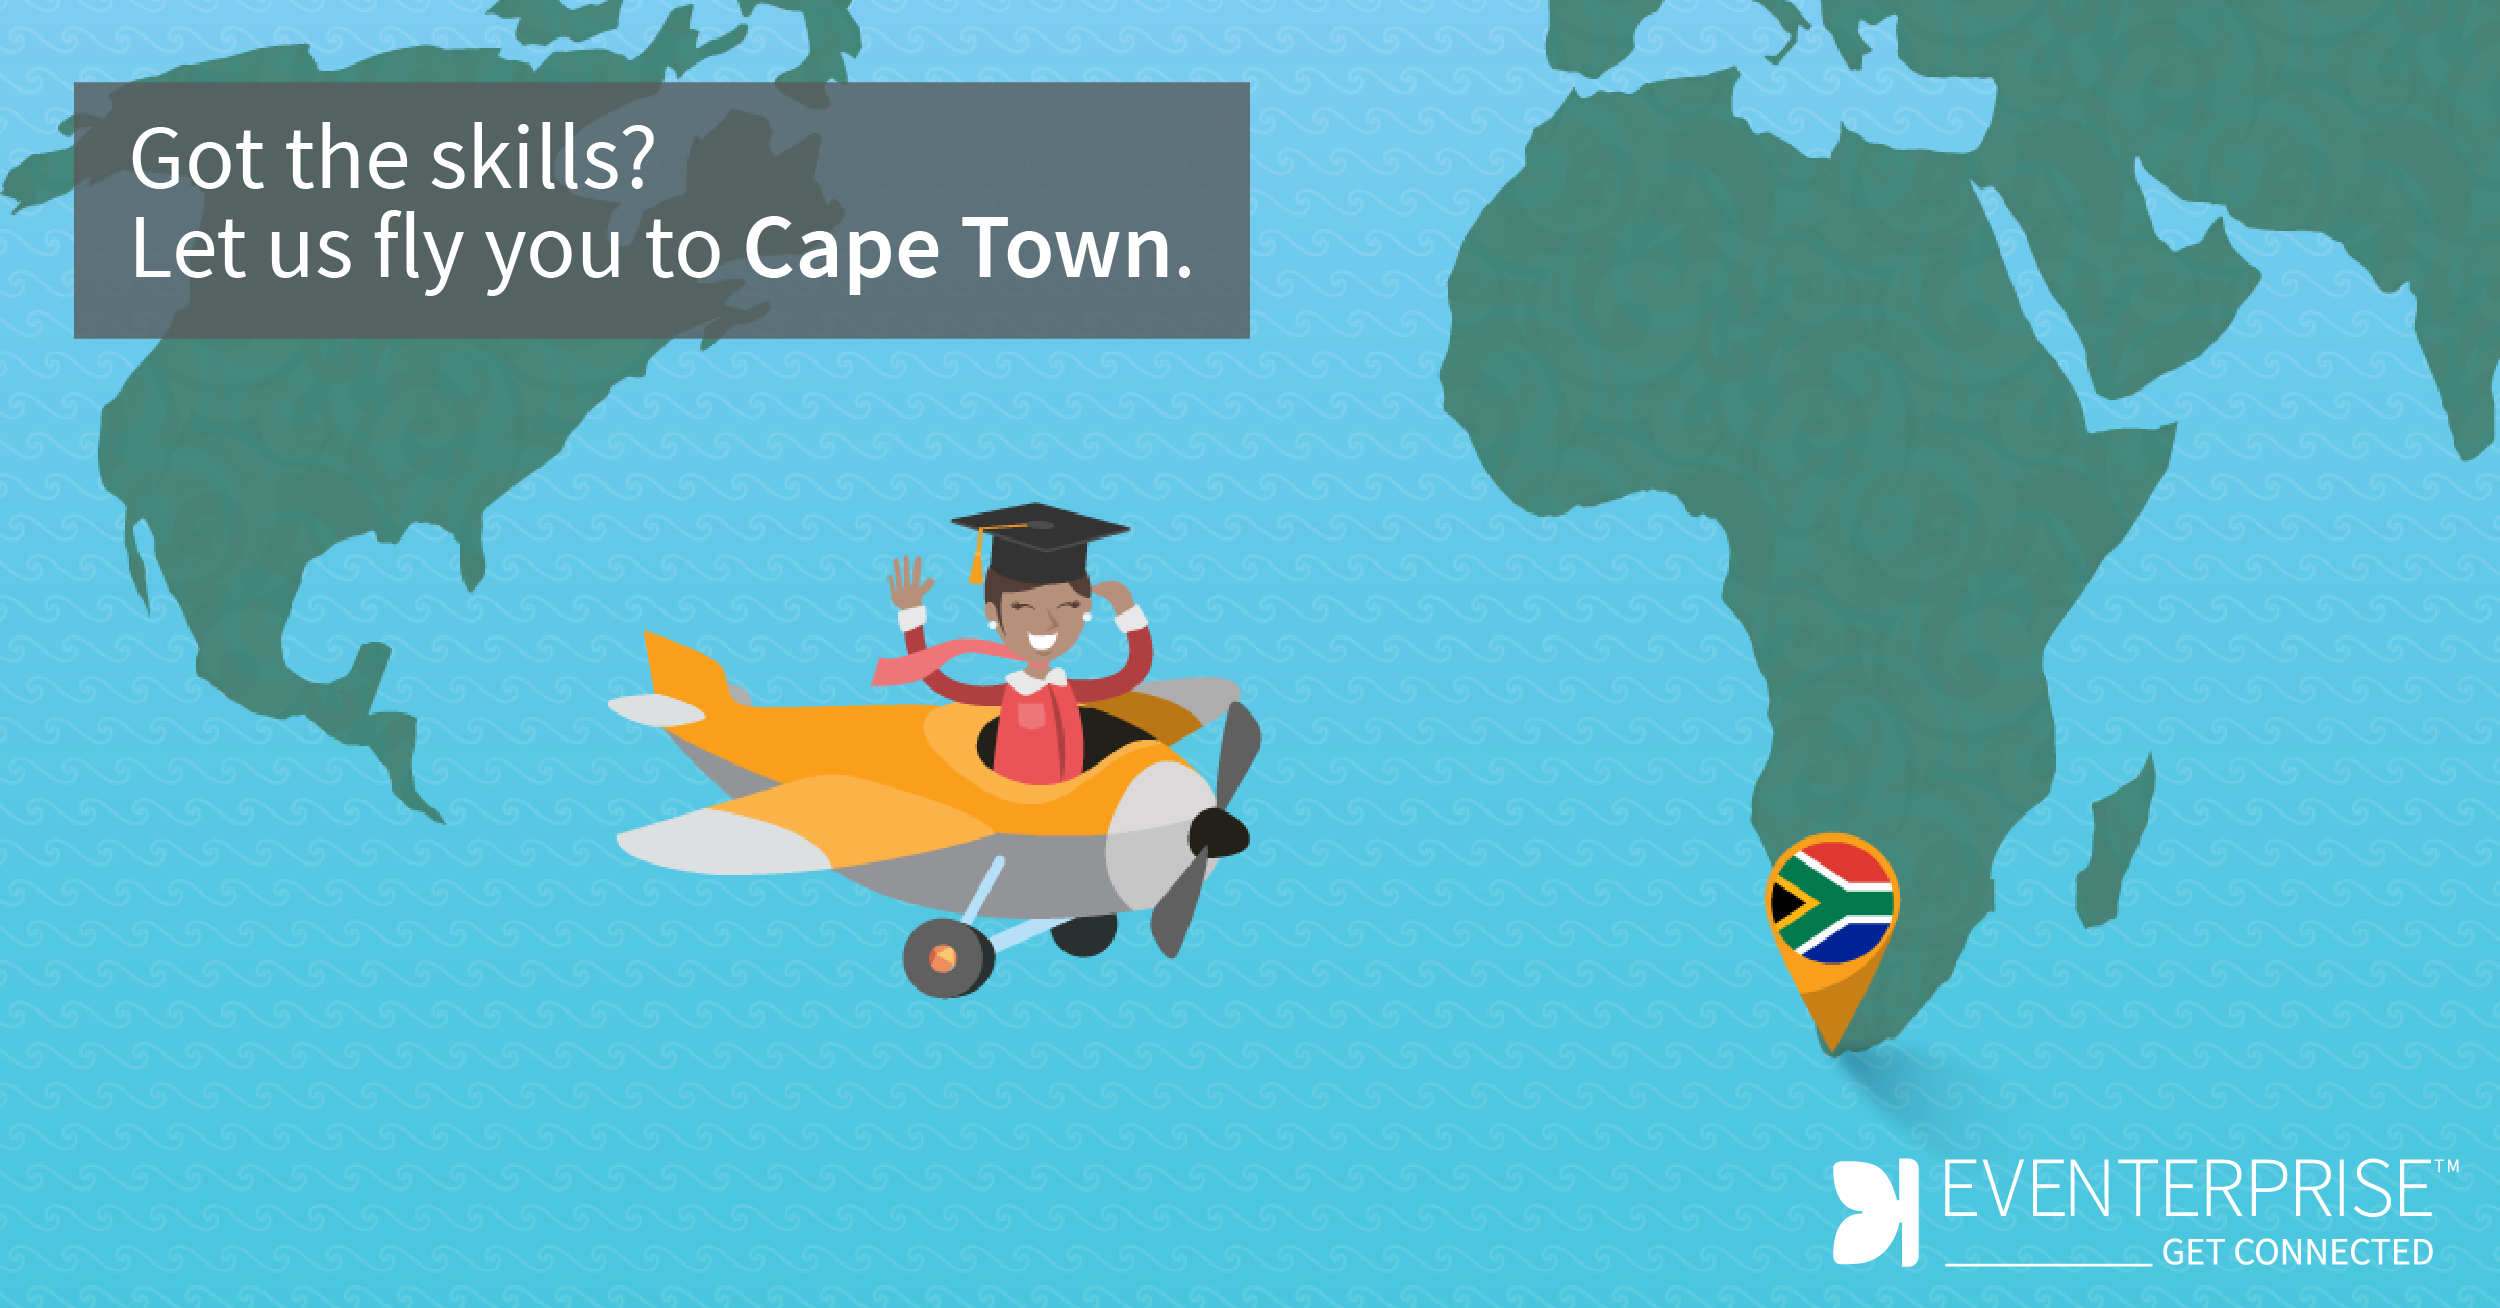 Got the skills?
Let us fly you to Cape Town.
EVENTERPRISE™
GET CONNECTED